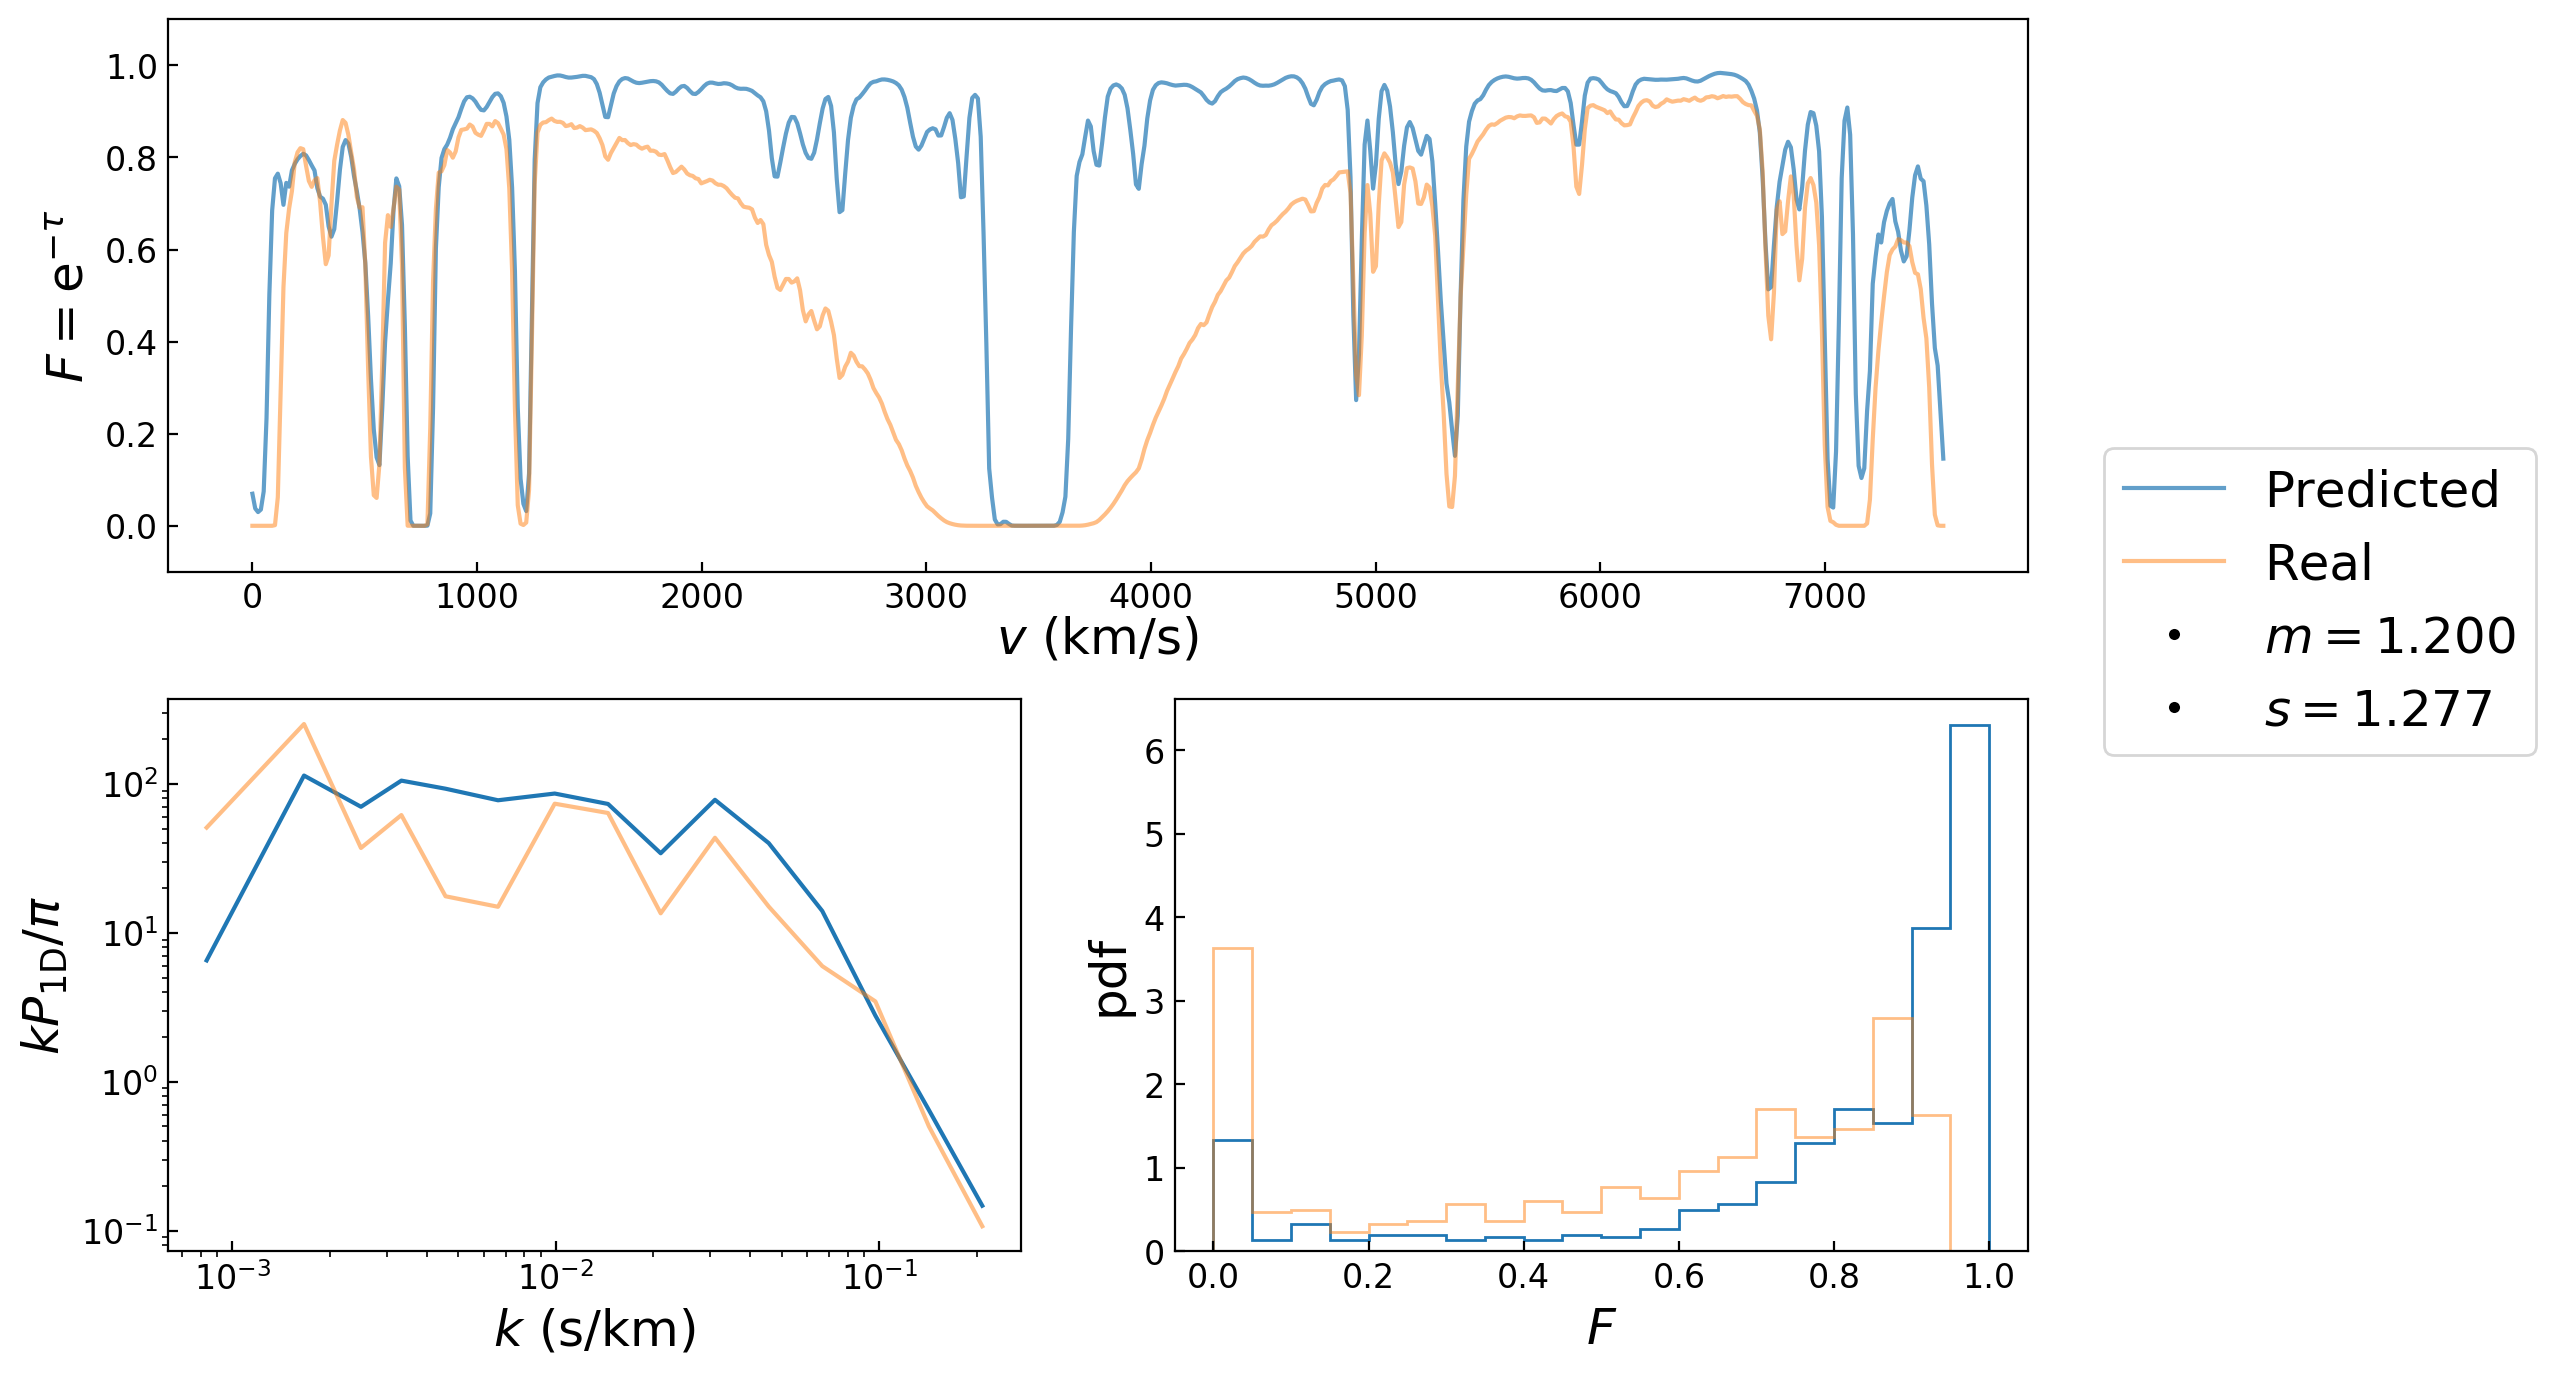 1.0
0.8
0.6
0.4
0.2
0.0
F = e^{-τ}
0 1000 2000 3000 4000 5000 6000 7000
v (km/s)
Predicted
Real
m = 1.200
s = 1.277
10^2
10^1
10^0
10^{-1}
kP_{1D}/π
10^{-3} 10^{-2} 10^{-1}
k (s/km)
6
5
4
3
2
1
0
pdf
0.0 0.2 0.4 0.6 0.8 1.0
F